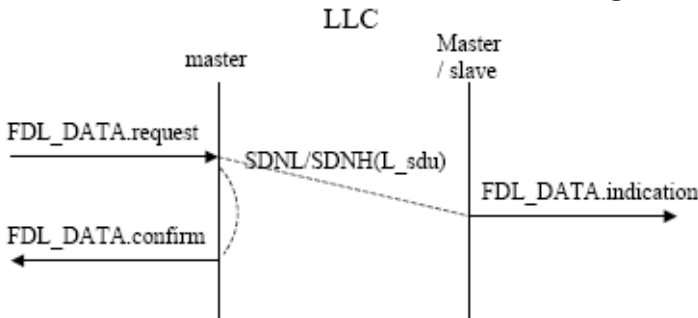 LLC
master
Master
/ slave
FDL_DATA.request
SDNL/SDNH(L_sdu)
FDL_DATA.indication
FDL_DATA.confirm